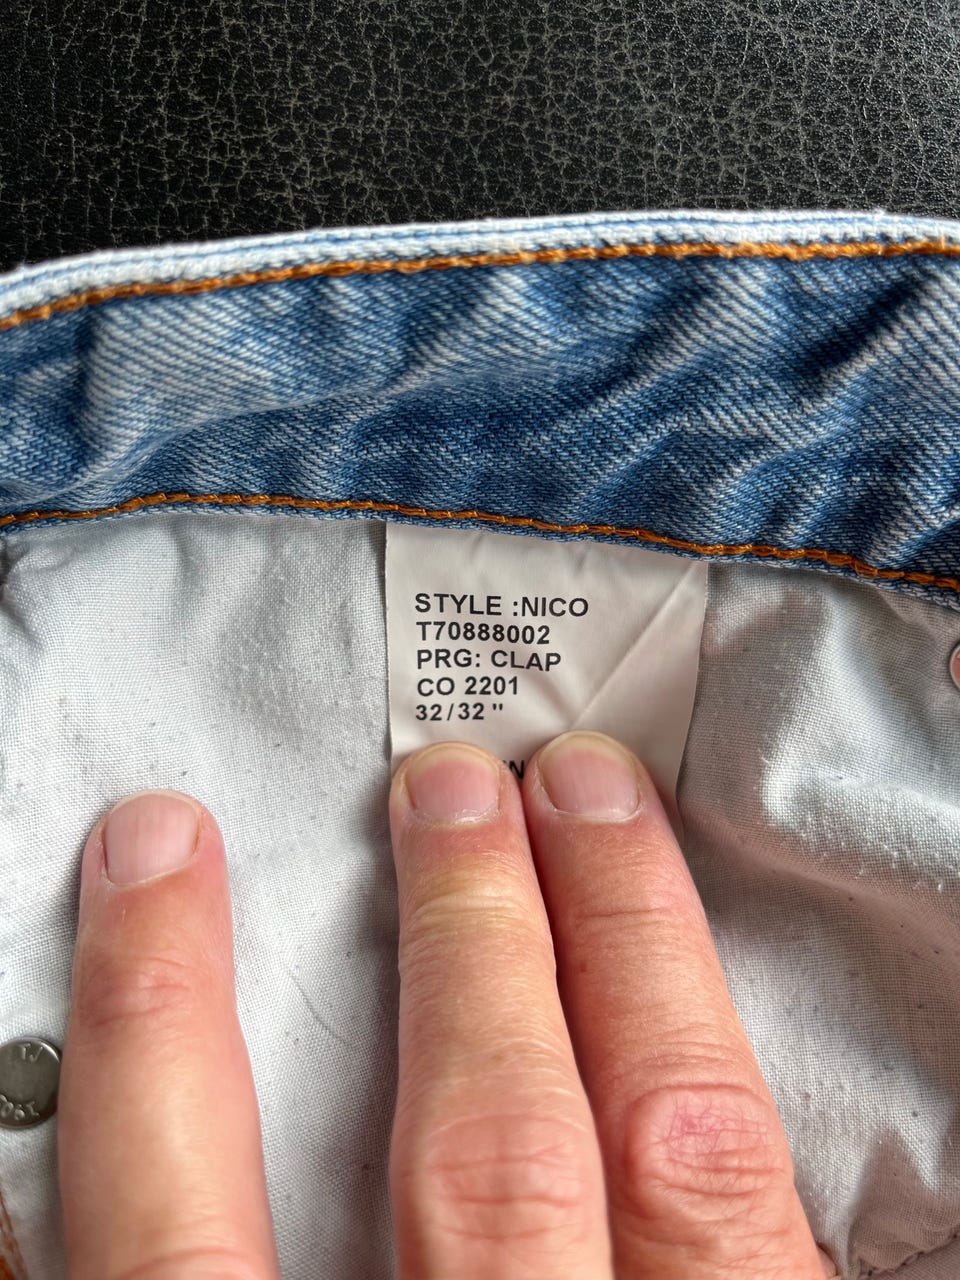 STYLE :NICO
T70888002
PRG: CLAP
CO 2201
32/32"